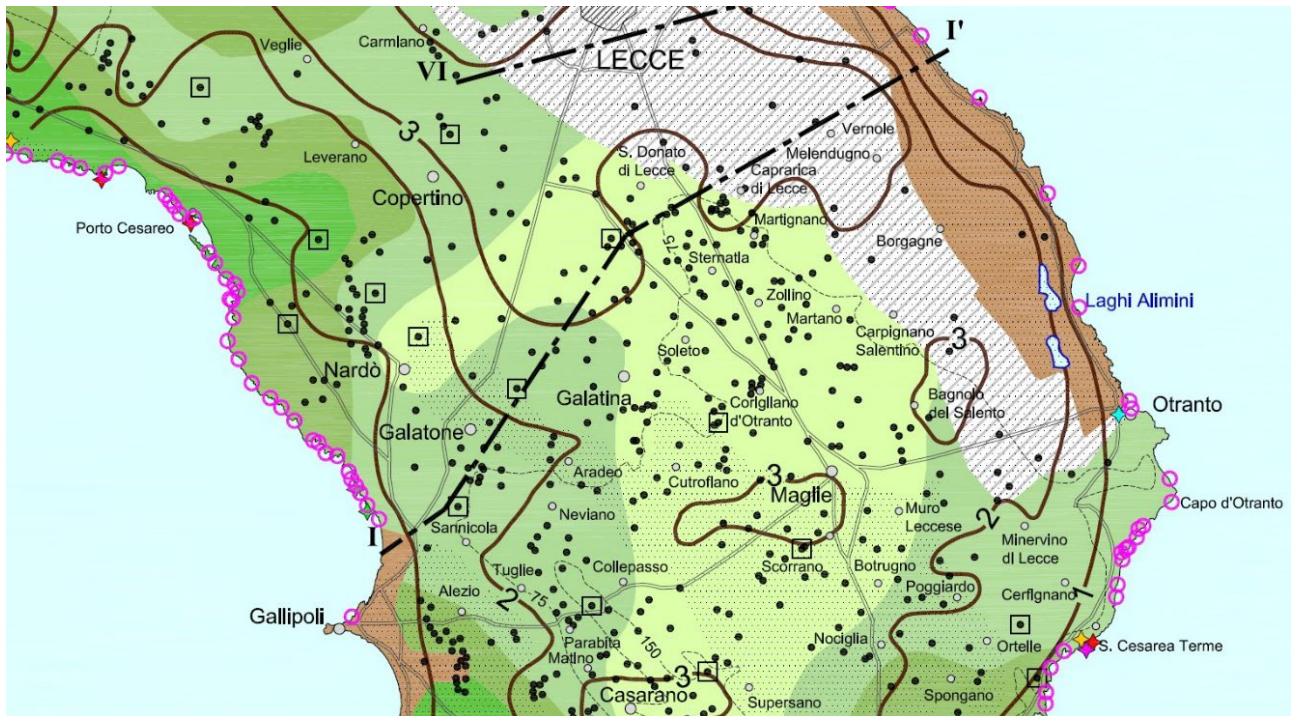 Veglie
Carmiano
VI
LECCE
I'
3
Leverano
Vernole
Melendugno
S. Donato
di Lecce
Caprarica
di Lecce
Copertino
Martignano
Porto Cesareo
75
Borgagne
Sternatia
Laghi Alimini
Zollino
Martano
Carpignano
Salentino
3
Soleto
Nardò
Galatina
Corigliano
d'Otranto
Bagnolo
del Salento
Otranto
Galatone
Aradeo
Cutrofiano
3
Maglie
Neviano
Muro
Leccese
Capo d'Otranto
I
Sannicola
2
Minervino
di Lecce
Tuglie
Collepasso
Scorrano
Botrugno
Poggiardo
Cerfignano
1
Alezio
2
75
Gallipoli
Parabita
150
Nociglia
Ortelle
S. Cesarea Terme
Matino
3
Casarano
Supersano
Spongano